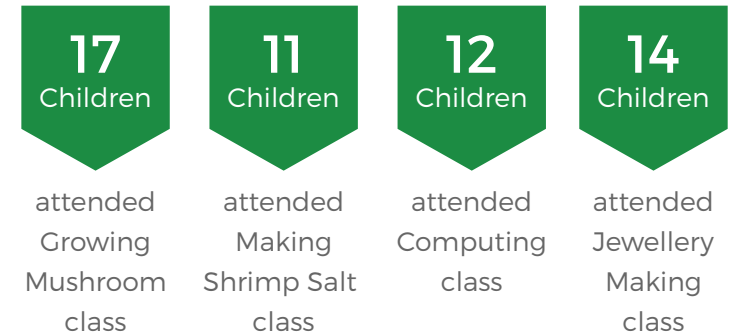 17
Children
attended
Growing
Mushroom
class
11
Children
attended
Making
Shrimp Salt
class
12
Children
attended
Computing
class
14
Children
attended
Jewellery
Making
class